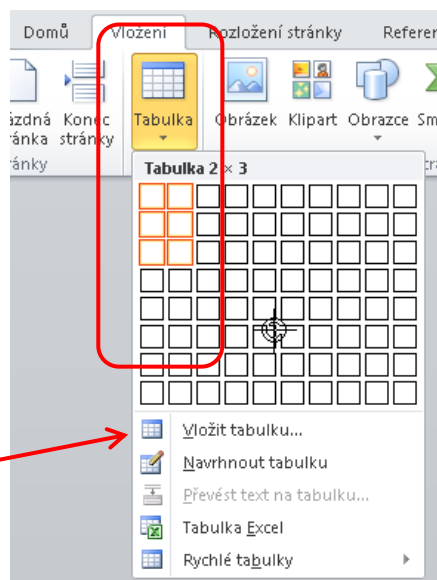 Domů Vložení Rozložení stránky Referen
ázdná Konec Tabulka Obrázek Klipart Obrazce Sm
ránka stránky
ránky
Tabulka 2 × 3
Vložit tabulku...
Navrhnout tabulku
Převést text na tabulku...
Tabulka Excel
Rychlé tabulky